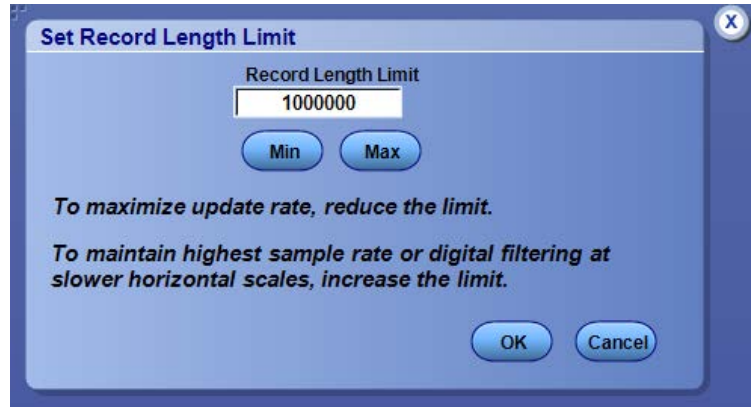 X
Set Record Length Limit
Record Length Limit
1000000
Min Max
To maximize update rate, reduce the limit.
To maintain highest sample rate or digital filtering at
slower horizontal scales, increase the limit.
OK Cancel